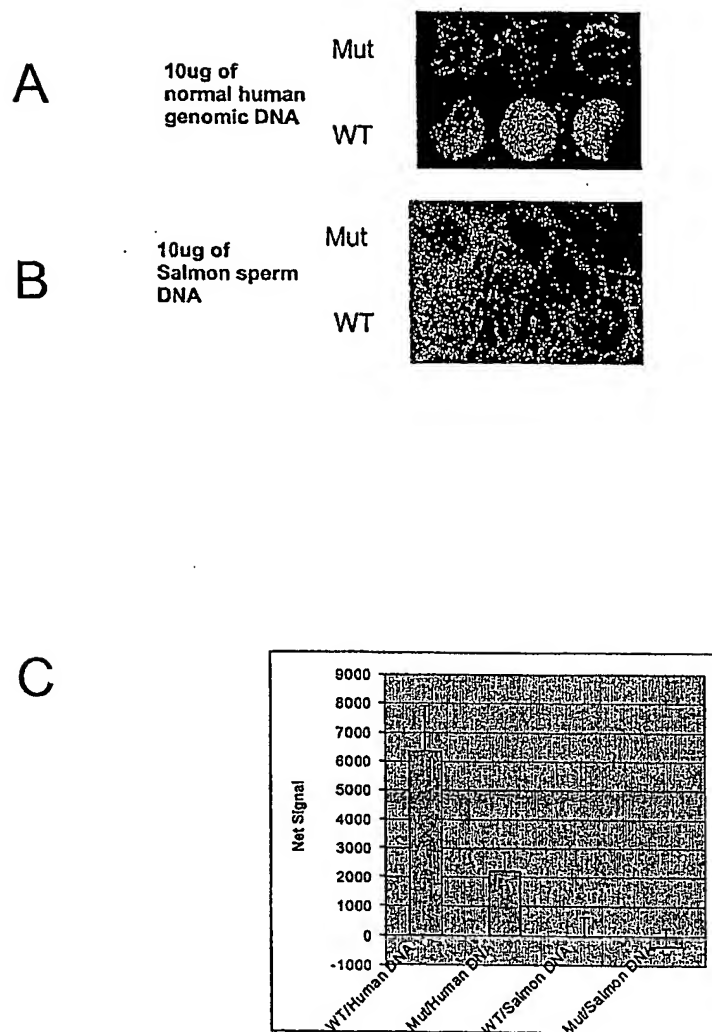 A
10ug of
normal human
genomic DNA
Mut
WT
B
10ug of
Salmon sperm
DNA
Mut
WT
C
Net Signal
9000
8000
7000
6000
5000
4000
3000
2000
1000
0
-1000
WT/Human DNA
Mut/Human DNA
WT/Salmon DNA
Mut/Salmon DNA